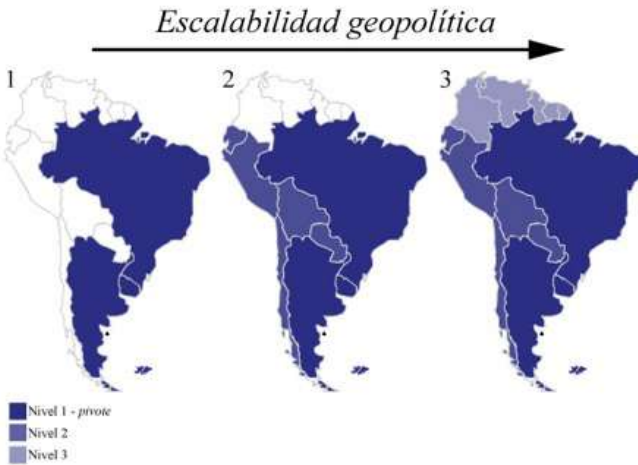 Escalabilidad geopolítica
1 2 3
Nivel 1 - pivote
Nivel 2
Nivel 3